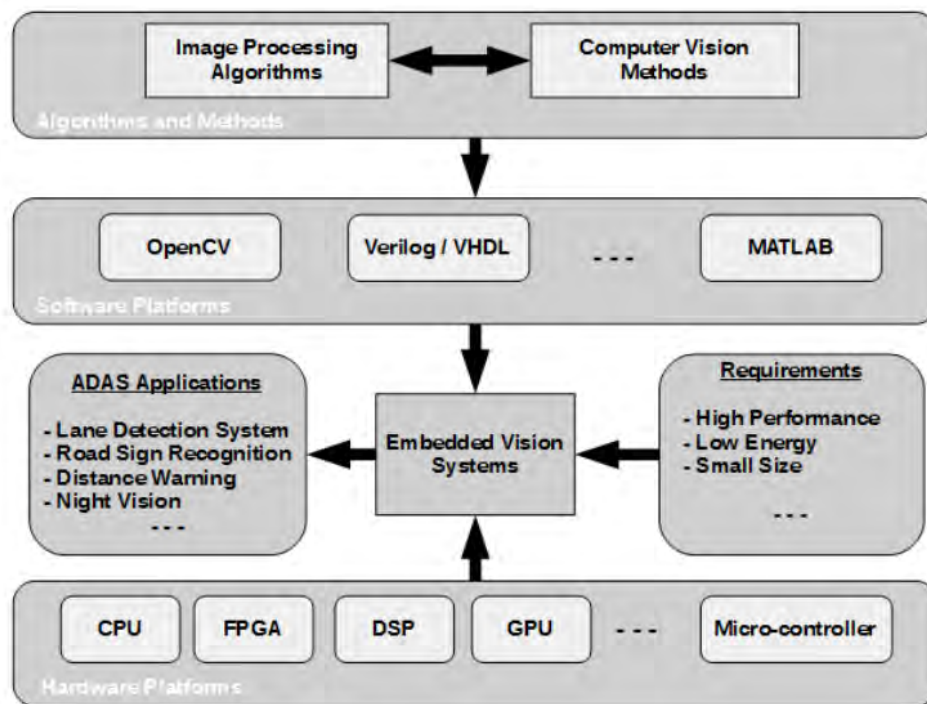 Image Processing
Algorithms
Computer Vision
Methods
Algorithms and Methods
OpenCV
Verilog / VHDL
- - -
MATLAB
Software Platforms
ADAS Applications
- Lane Detection System
- Road Sign Recognition
- Distance Warning
- Night Vision
- - -
Embedded Vision
Systems
Requirements
- High Performance
- Low Energy
- Small Size
- - -
CPU
FPGA
DSP
GPU
- - -
Micro-controller
Hardware Platforms